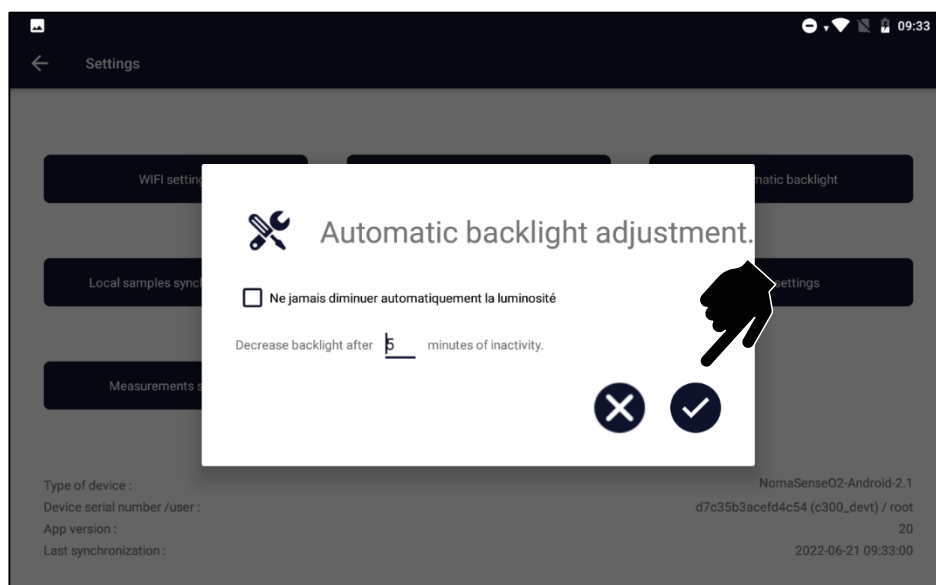 09:33
Settings
WIFI setting
matic backlight
Automatic backlight adjustment.
Local samples sync
settings
Ne jamais diminuer automatiquement la luminosité
Decrease backlight after 5 minutes of inactivity.
Measurements s
Type of device : NomaSenseO2-Android-2.1
Device serial number /user : d7c35b3acefd4c54 (c300_devt) / root
App version : 20
Last synchronization : 2022-06-21 09:33:00